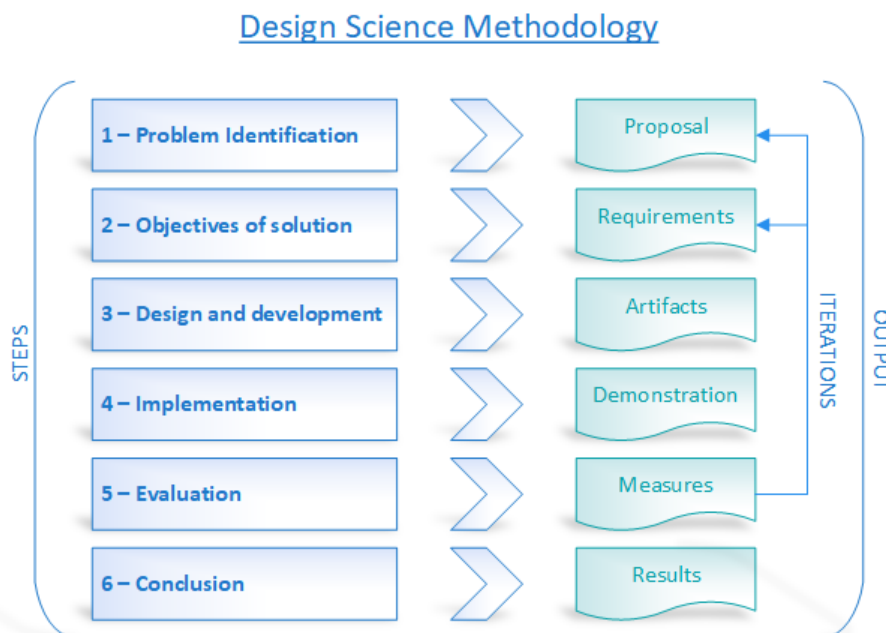 Design Science Methodology
STEPS
1 – Problem Identification
Proposal
2 – Objectives of solution
Requirements
3 – Design and development
Artifacts
4 – Implementation
Demonstration
5 – Evaluation
Measures
6 – Conclusion
Results
ITERATIONS
OUTPUT